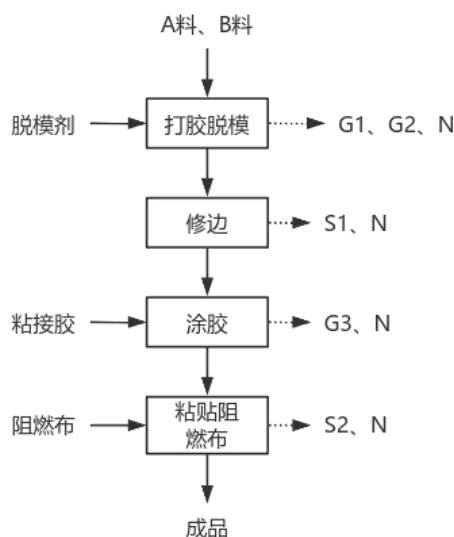 A料、B料
脱模剂
打胶脱模
G1、G2、N
修边
S1、N
粘接胶
涂胶
G3、N
阻燃布
粘贴阻
燃布
S2、N
成品